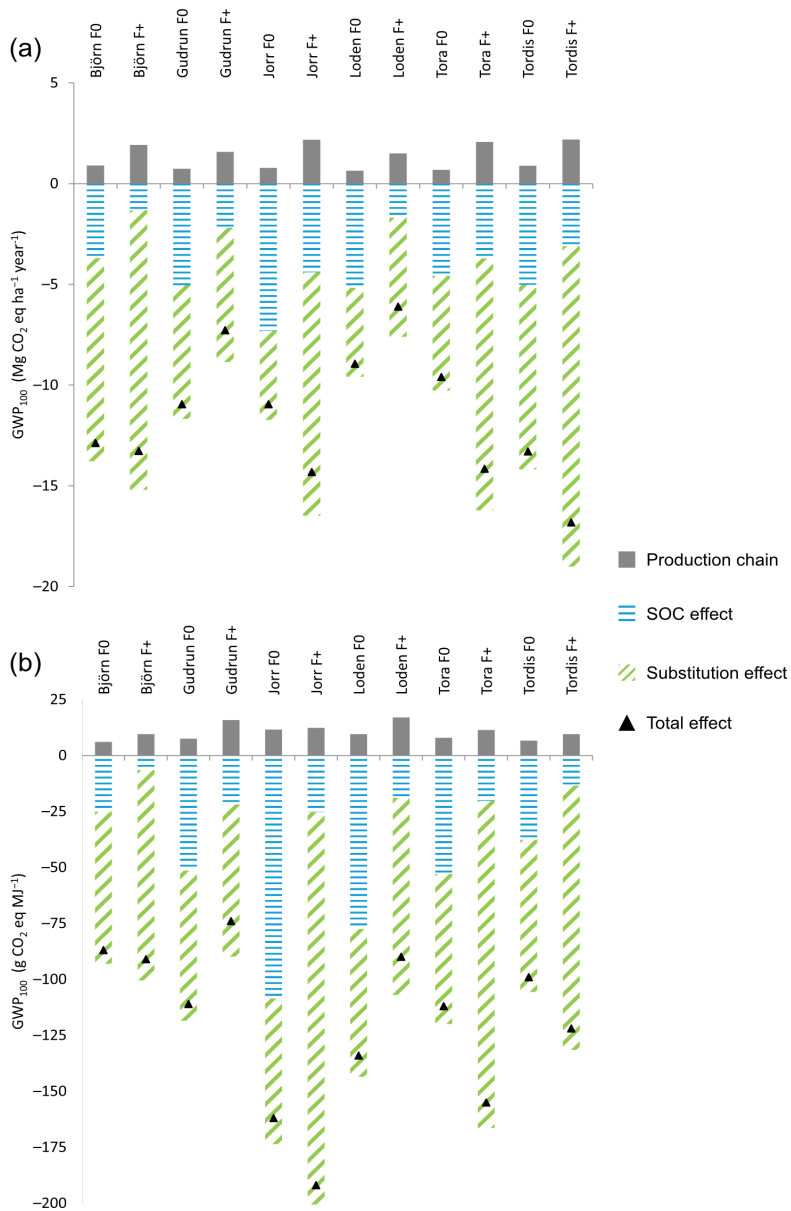 (a)
Björn F0
Björn F+
Gudrun F0
Gudrun F+
Jorr F0
Jorr F+
Loden F0
Loden F+
Tora F0
Tora F+
Tordis F0
Tordis F+
5
0
−5
−10
−15
−20
GWP₁₀₀ (Mg CO₂ eq ha⁻¹ year⁻¹)
Production chain
SOC effect
Substitution effect
Total effect
(b)
Björn F0
Björn F+
Gudrun F0
Gudrun F+
Jorr F0
Jorr F+
Loden F0
Loden F+
Tora F0
Tora F+
Tordis F0
Tordis F+
25
0
−25
−50
−75
−100
−125
−150
−175
−200
GWP₁₀₀ (g CO₂ eq MJ⁻¹)